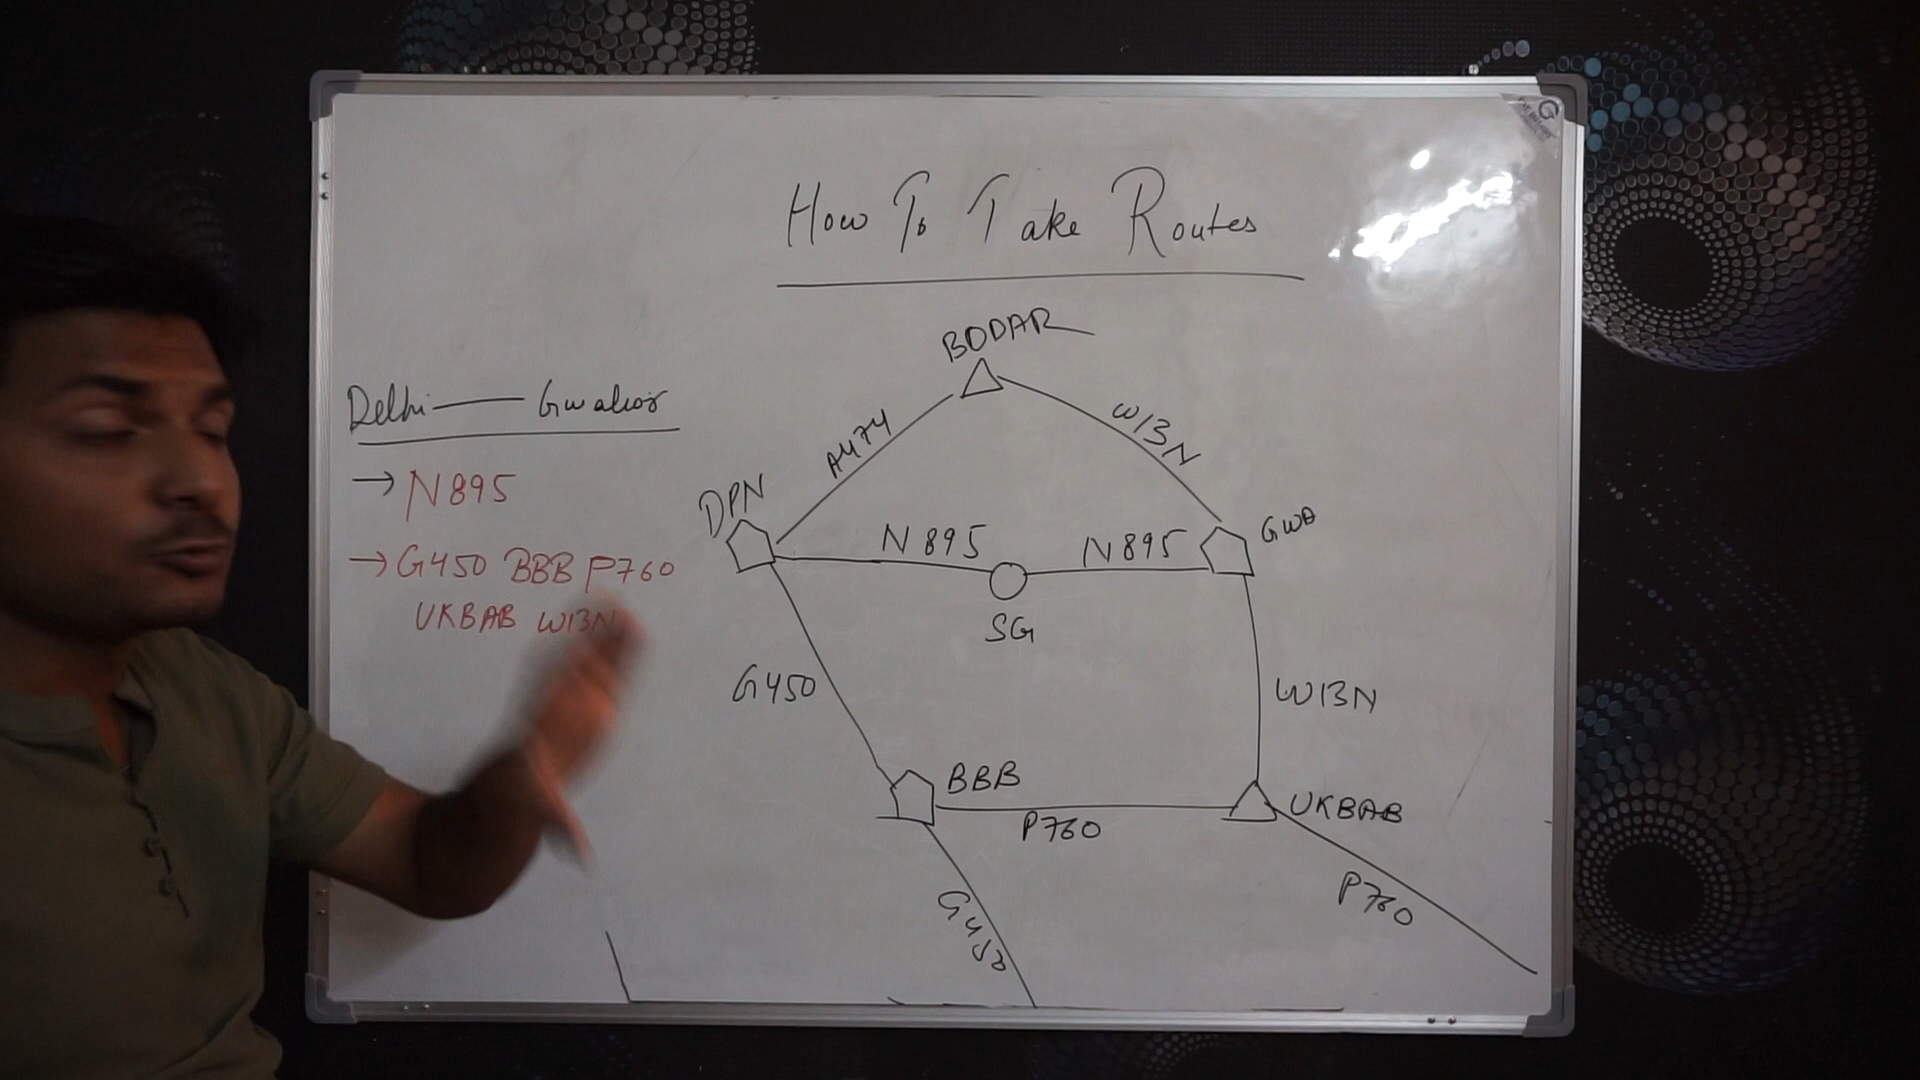 How To Take Routes
BODAR
A474
W13N
Delhi — Gwalior
→ N895
→ G450 BBB P760
UKBAB W13N
DPN
N895
N895
GWA
SG
G450
W13N
BBB
P760
UKBAB
G450
P760